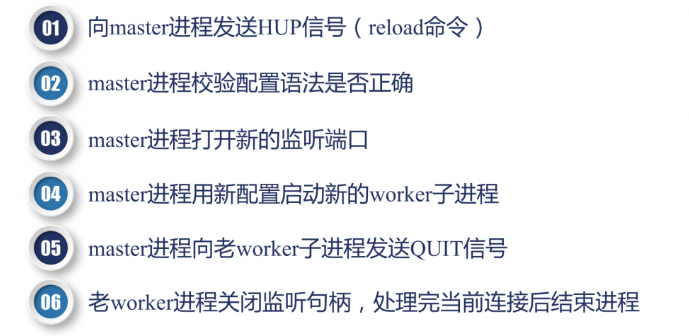 01 向master进程发送HUP信号（reload命令）
02 master进程校验配置语法是否正确
03 master进程打开新的监听端口
04 master进程用新配置启动新的worker子进程
05 master进程向老worker子进程发送QUIT信号
06 老worker进程关闭监听句柄，处理完当前连接后结束进程